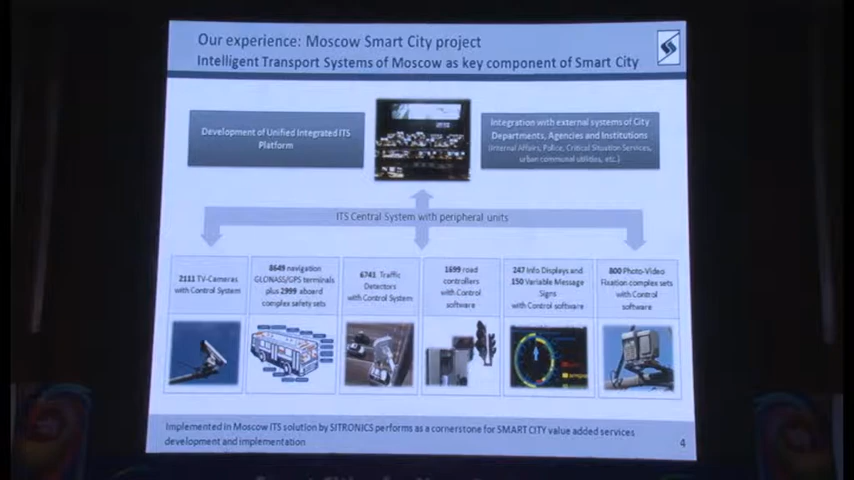 Our experience: Moscow Smart City project
Intelligent Transport Systems of Moscow as key component of Smart City
Development of Unified Integrated ITS
Platform
Integration with external systems of City
Departments, Agencies and Institutions
(Internal Affairs, Police, Critical Situation Services,
urban communal utilities, etc.)
ITS Central System with peripheral units
2111 TV-Cameras
with Control System
8649 navigation
GLONASS/GPS terminals
plus 2999 aboard
complex safety sets
6741 Traffic
Detectors
with Control System
1699 road
controllers
with Control
software
247 Info Displays and
150 Variable Message
Signs
with Control software
800 Photo-Video
Fixation complex sets
with Control
software
Implemented in Moscow ITS solution by SITRONICS performs as a cornerstone for SMART CITY value added services
development and implementation
4